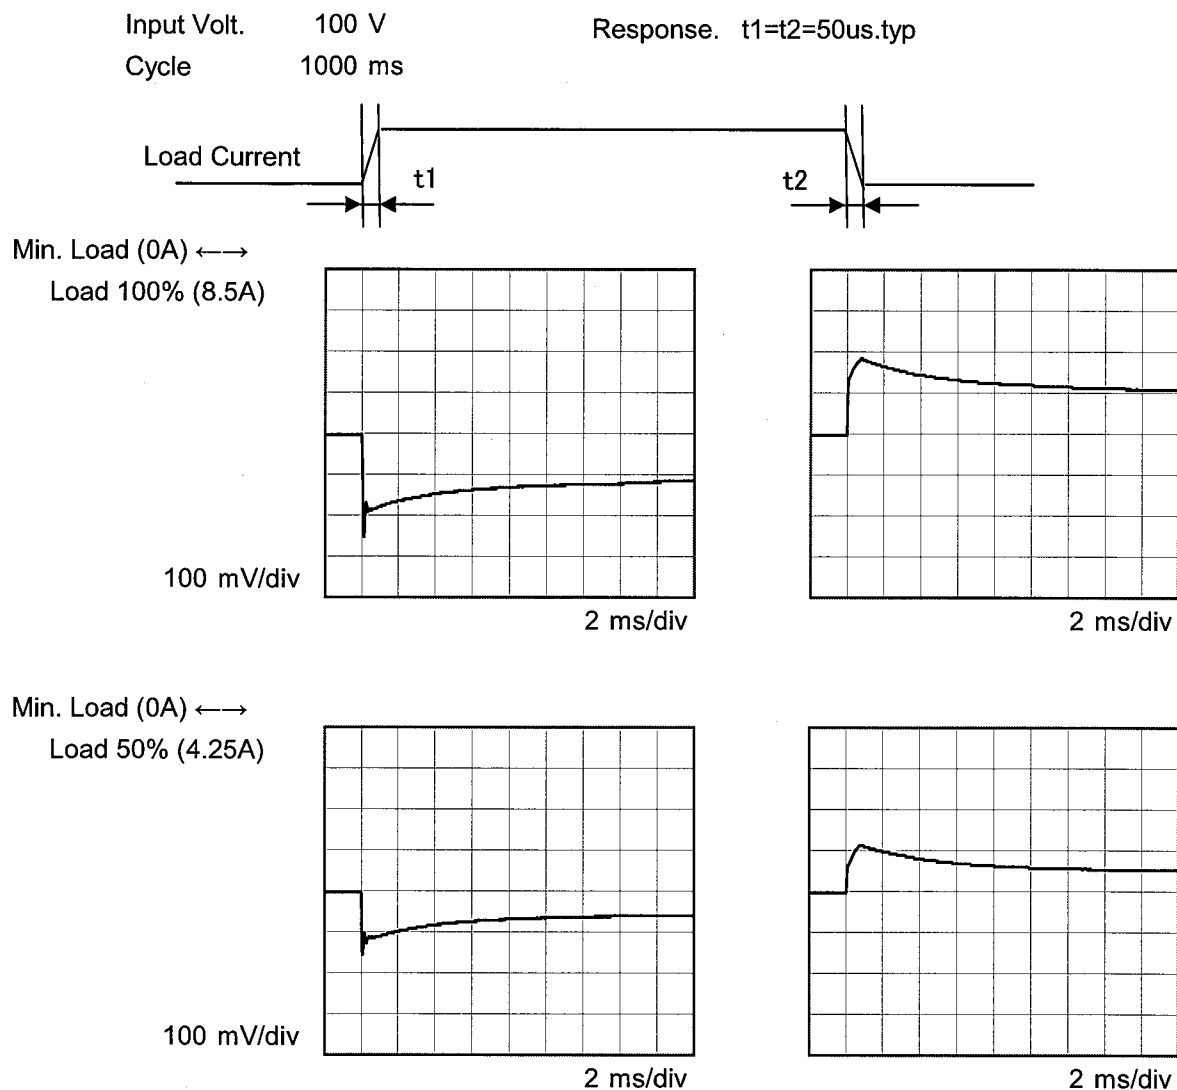 Input Volt. 100 V
Response. t1=t2=50us.typ
Cycle 1000 ms
Load Current
t1
t2
Min. Load (0A) ←→
Load 100% (8.5A)
100 mV/div
2 ms/div
2 ms/div
Min. Load (0A) ←→
Load 50% (4.25A)
100 mV/div
2 ms/div
2 ms/div